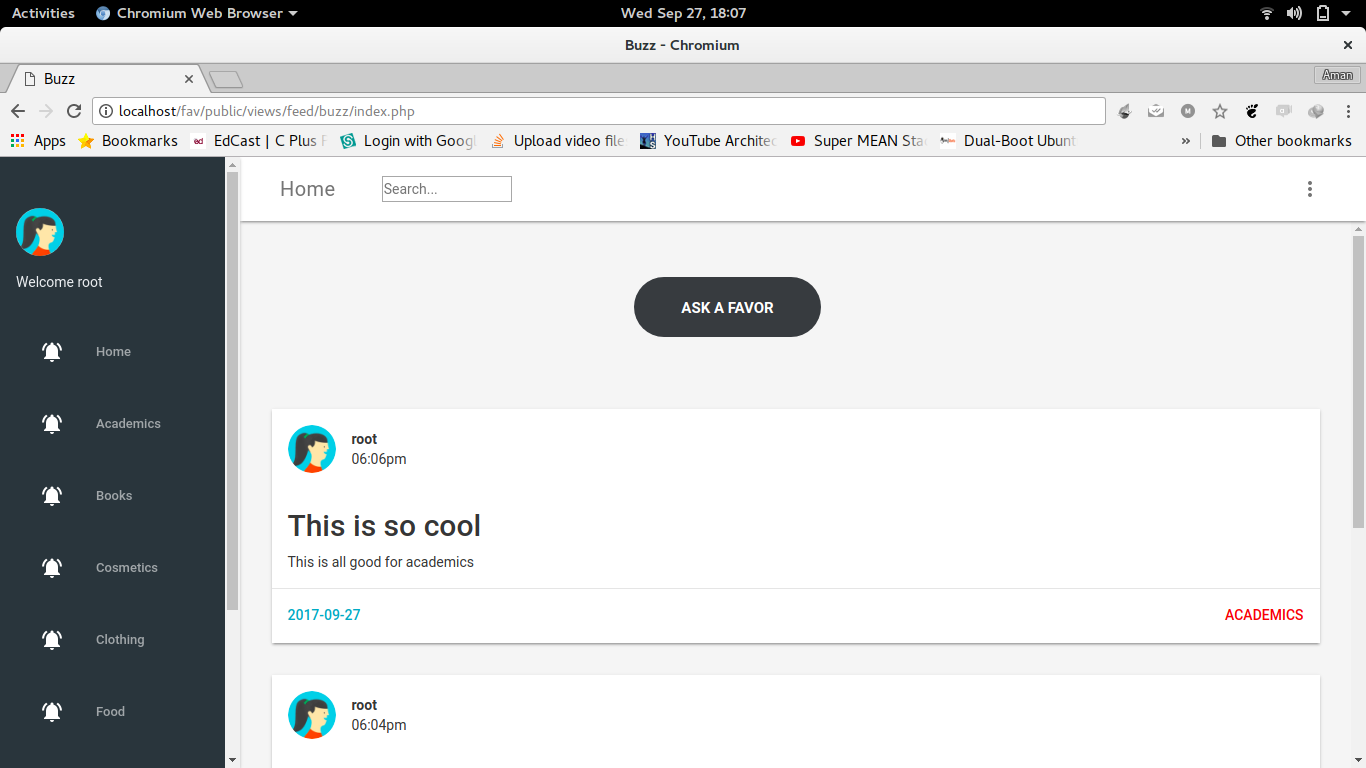 Activities Chromium Web Browser Wed Sep 27, 18:07
Buzz - Chromium
Buzz Aman
localhost/fav/public/views/feed/buzz/index.php
Apps Bookmarks EdCast | C Plus Login with Goog Upload video file YouTube Architec Super MEAN Sta Dual-Boot Ubunt » Other bookmarks
Home Search...
Welcome root
Home
Academics
Books
Cosmetics
Clothing
Food
ASK A FAVOR
root
06:06pm
This is so cool
This is all good for academics
2017-09-27 ACADEMICS
root
06:04pm